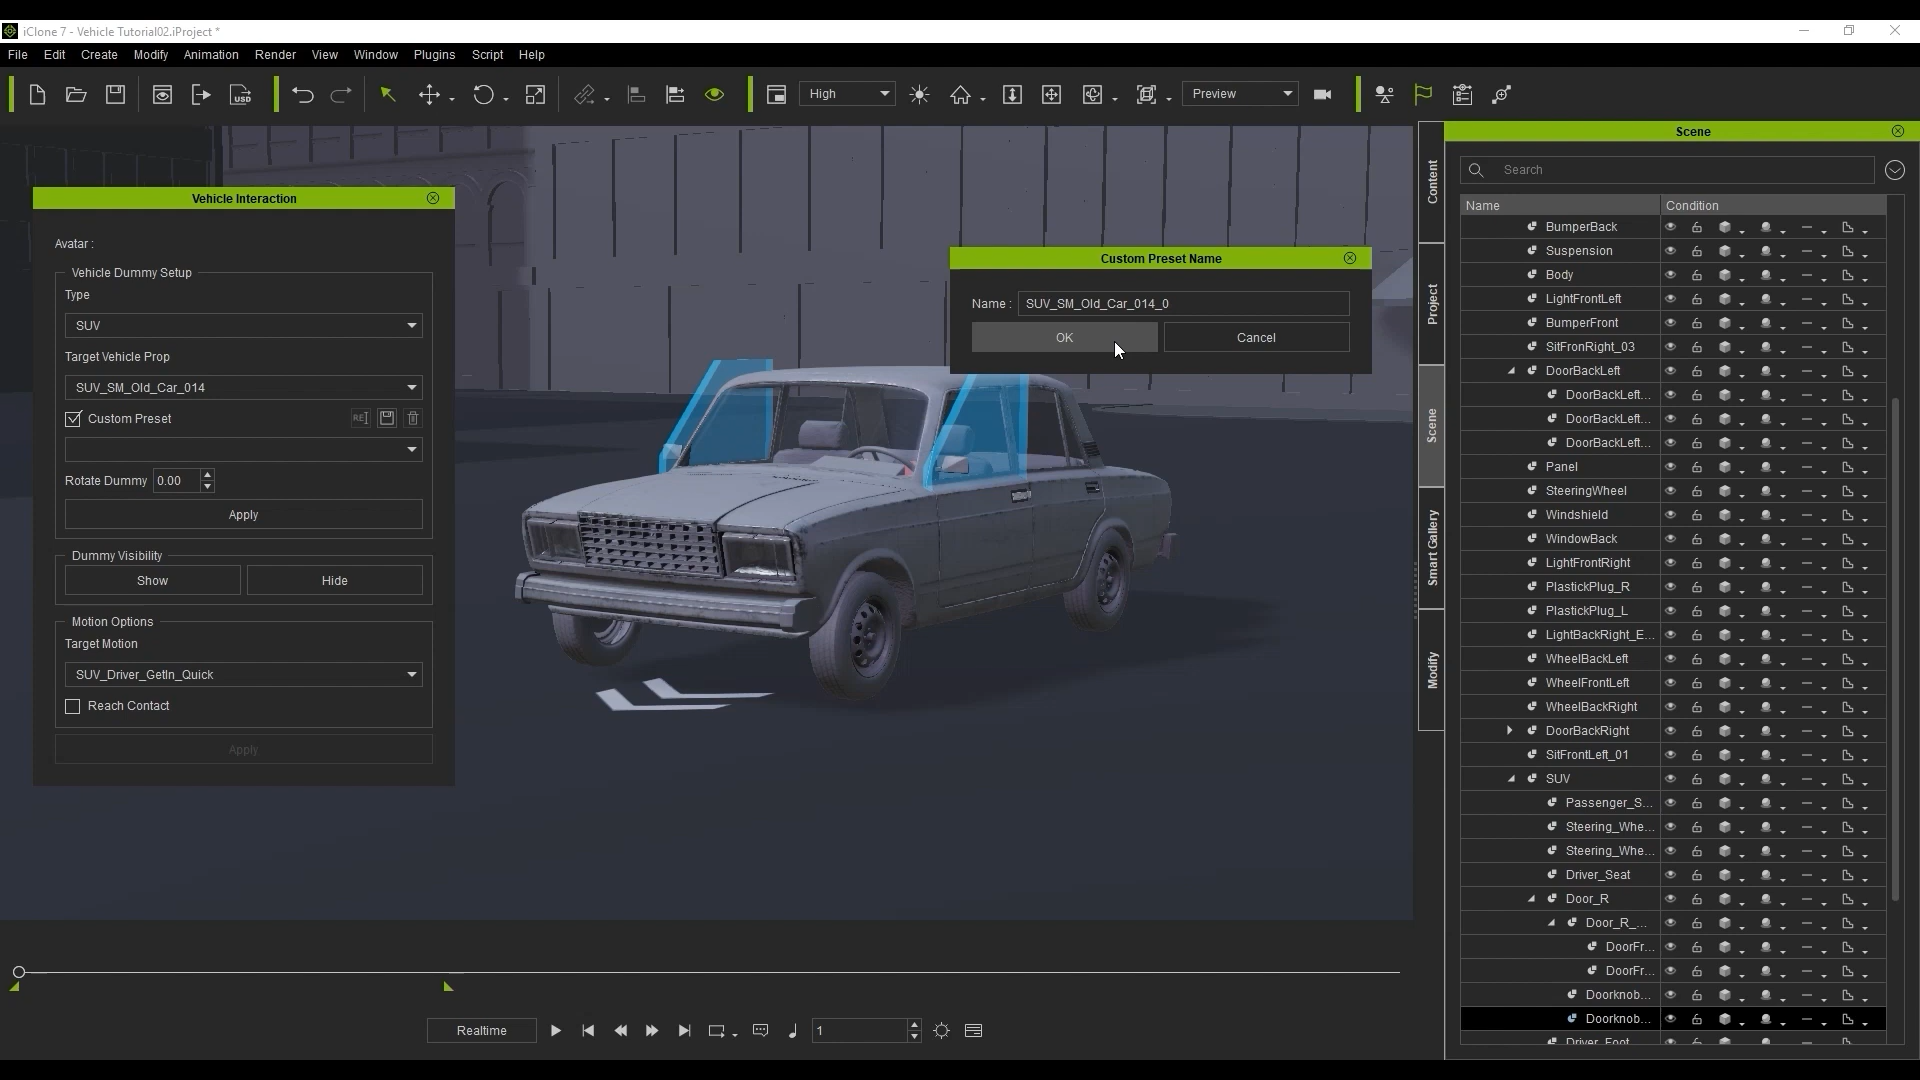 iClone 7 - Vehicle Tutorial02.iProject *
File Edit Create Modify Animation Render View Window Plugins Script Help
USD
High
Preview
Vehicle Interaction
Avatar :
Vehicle Dummy Setup
Type
SUV
Target Vehicle Prop
SUV_SM_Old_Car_014
Custom Preset
REI
Rotate Dummy 0.00
Apply
Dummy Visibility
Show Hide
Motion Options
Target Motion
SUV_Driver_GetIn_Quick
Reach Contact
Apply
Custom Preset Name
Name : SUV_SM_Old_Car_014_0
OK Cancel
Content
Project
Scene
Smart Gallery
Modify
Scene
Search
Name Condition
BumperBack
Suspension
Body
LightFrontLeft
BumperFront
SitFronRight_03
DoorBackLeft
DoorBackLeft...
DoorBackLeft...
DoorBackLeft...
Panel
SteeringWheel
Windshield
WindowBack
LightFrontRight
PlastickPlug_R
PlastickPlug_L
LightBackRight_E...
WheelBackLeft
WheelFrontLeft
WheelBackRight
DoorBackRight
SitFrontLeft_01
SUV
Passenger_S...
Steering_Whe...
Steering_Whe...
Driver_Seat
Door_R
Door_R_...
DoorFr...
DoorFr...
Doorknob...
Doorknob...
Driver_Foot
Realtime
1